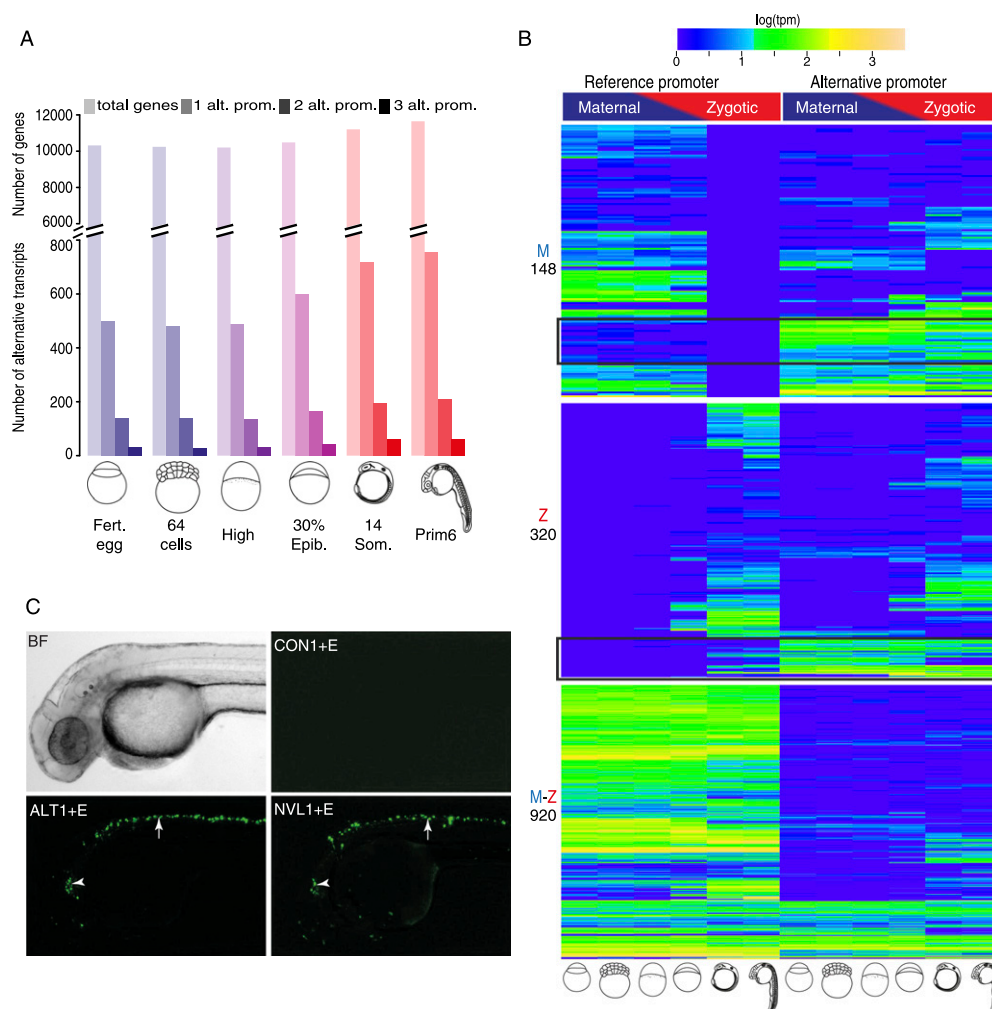 A
total genes 1 alt. prom. 2 alt. prom. 3 alt. prom.
Number of genes
12000
10000
8000
6000
Number of alternative transripts
800
600
400
200
0
Fert. egg
64 cells
High
30% Epib.
14 Som.
Prim6
B
log(tpm)
0 1 2 3
Reference promoter Alternative promoter
Maternal Zygotic Maternal Zygotic
M
148
Z
320
M-Z
920
C
BF
CON1+E
ALT1+E
NVL1+E